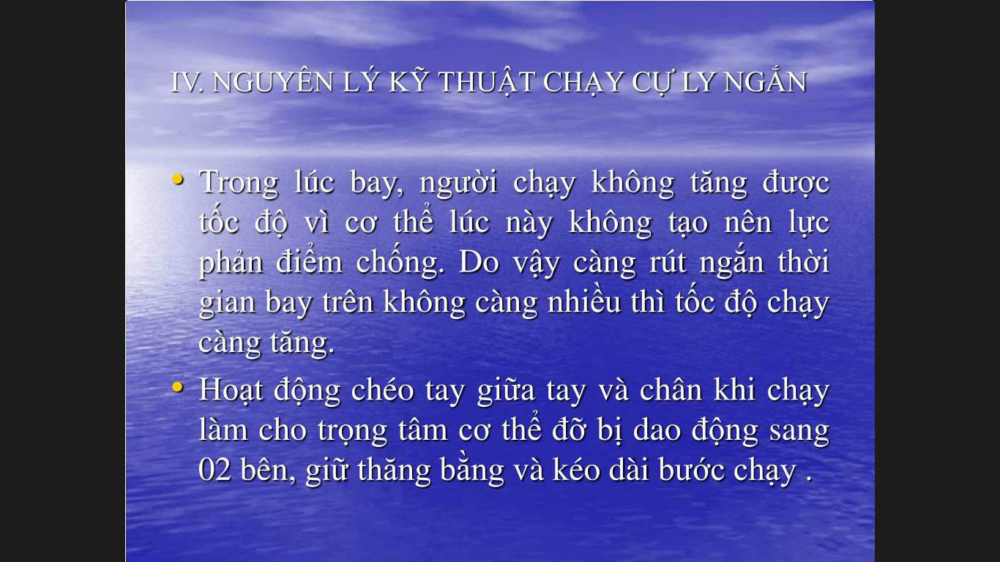 IV. NGUYÊN LÝ KỸ THUẬT CHẠY CỰ LY NGẮN
• Trong lúc bay, người chạy không tăng được
tốc độ vì cơ thể lúc này không tạo nên lực
phản điểm chống. Do vậy càng rút ngắn thời
gian bay trên không càng nhiều thì tốc độ chạy
càng tăng.
• Hoạt động chéo tay giữa tay và chân khi chạy
làm cho trọng tâm cơ thể đỡ bị dao động sang
02 bên, giữ thăng bằng và kéo dài bước chạy .